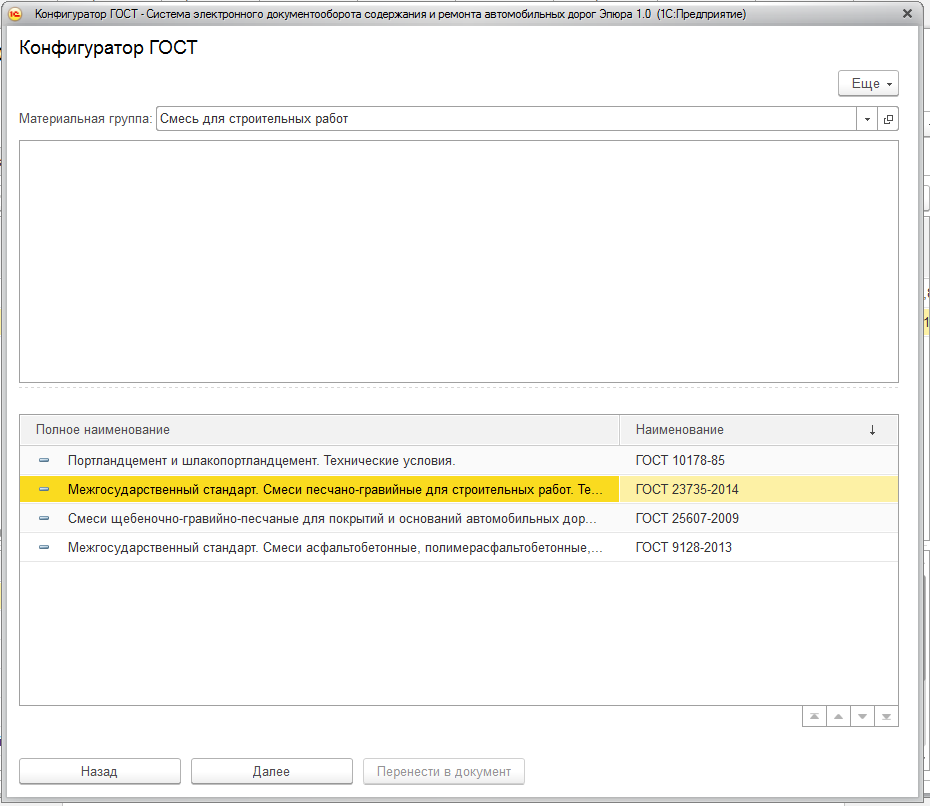 Конфигуратор ГОСТ - Система электронного документооборота содержания и ремонта автомобильных дорог Эпюра 1.0 (1С:Предприятие)
Конфигуратор ГОСТ
Еще
Материальная группа: Смесь для строительных работ
Полное наименование Наименование
Портландцемент и шлакопортландцемент. Технические условия. ГОСТ 10178-85
Межгосударственный стандарт. Смеси песчано-гравийные для строительных работ. Те... ГОСТ 23735-2014
Смеси щебеночно-гравийно-песчаные для покрытий и оснований автомобильных дор... ГОСТ 25607-2009
Межгосударственный стандарт. Смеси асфальтобетонные, полимерасфальтобетонные,... ГОСТ 9128-2013
Назад Далее Перенести в документ